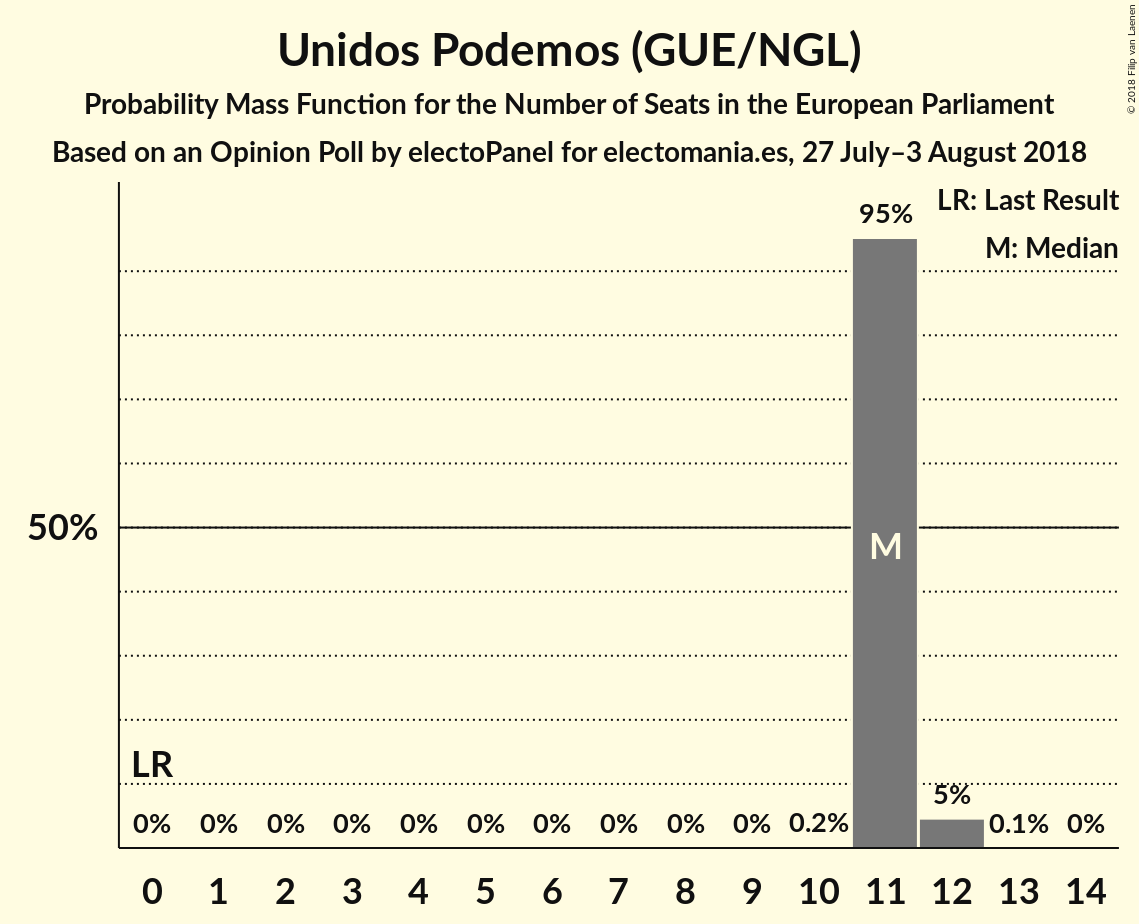 Unidos Podemos (GUE/NGL)
Probability Mass Function for the Number of Seats in the European Parliament
Based on an Opinion Poll by electoPanel for electomania.es, 27 July–3 August 2018
© 2018 Filip van Laenen
LR: Last Result
M: Median
95%
50%
M
LR
5%
0% 0% 0% 0% 0% 0% 0% 0% 0% 0% 0.2% 0.1% 0%
0 1 2 3 4 5 6 7 8 9 10 11 12 13 14